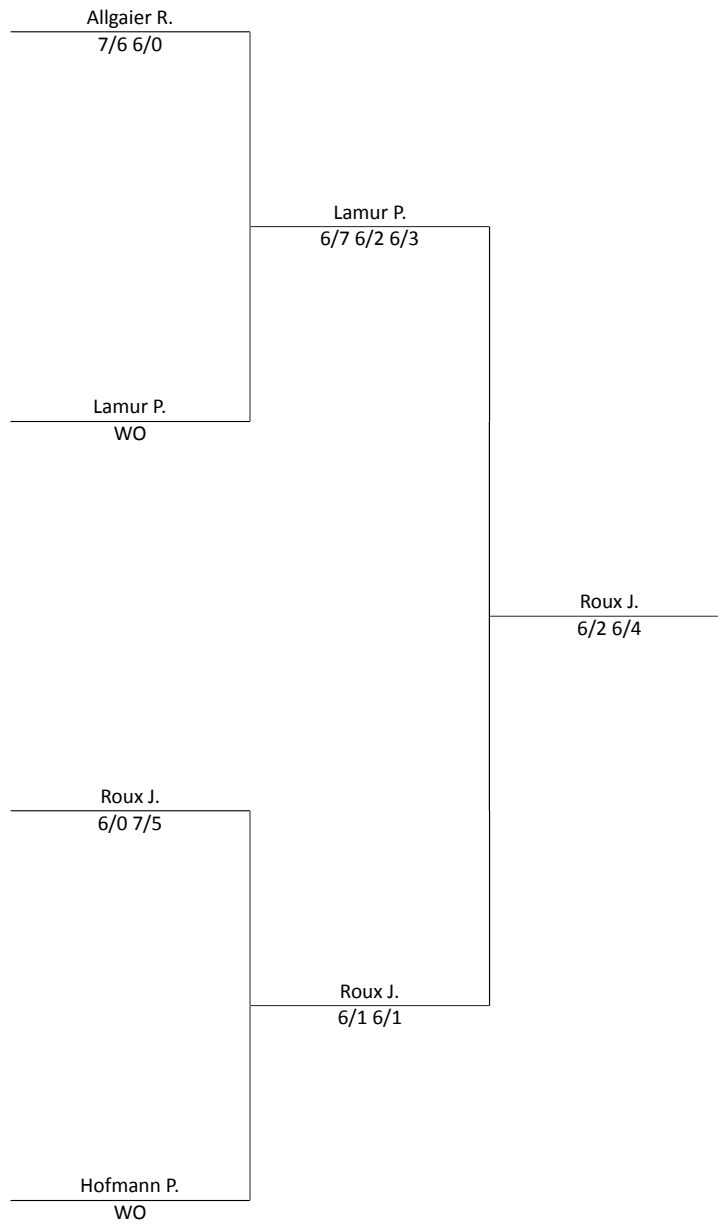 Allgaier R.
7/6 6/0
Lamur P.
6/7 6/2 6/3
Lamur P.
WO
Roux J.
6/2 6/4
Roux J.
6/0 7/5
Roux J.
6/1 6/1
Hofmann P.
WO